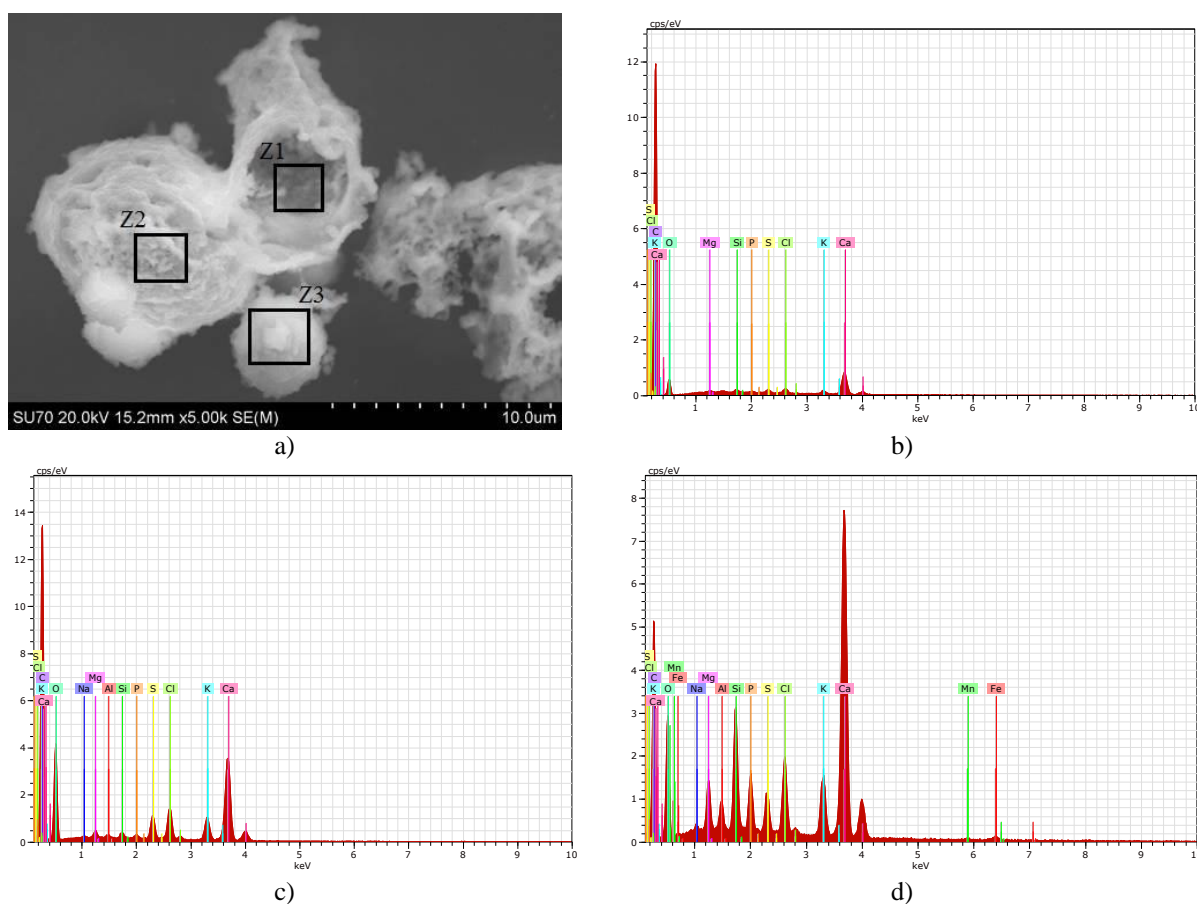 Z1
Z2
Z3
SU70 20.0kV 15.2mm x5.00k SE(M) 10.0um
a)
cps/eV
12
10
8
6
4
2
0
S
Cl
C
K O Mg Si P S Cl K Ca
Ca
1 2 3 4 5 6 7 8 9 10
keV
b)
cps/eV
14
12
10
8
6
4
2
0
S
Cl
C Mg
K O Na Al Si P S Cl K Ca
Ca
1 2 3 4 5 6 7 8 9 10
keV
c)
cps/eV
8
7
6
5
4
3
2
1
0
S
Cl Mn
C Fe Mg
K O Na Al Si P S Cl K Ca Mn Fe
Ca
1 2 3 4 5 6 7 8 9 10
keV
d)